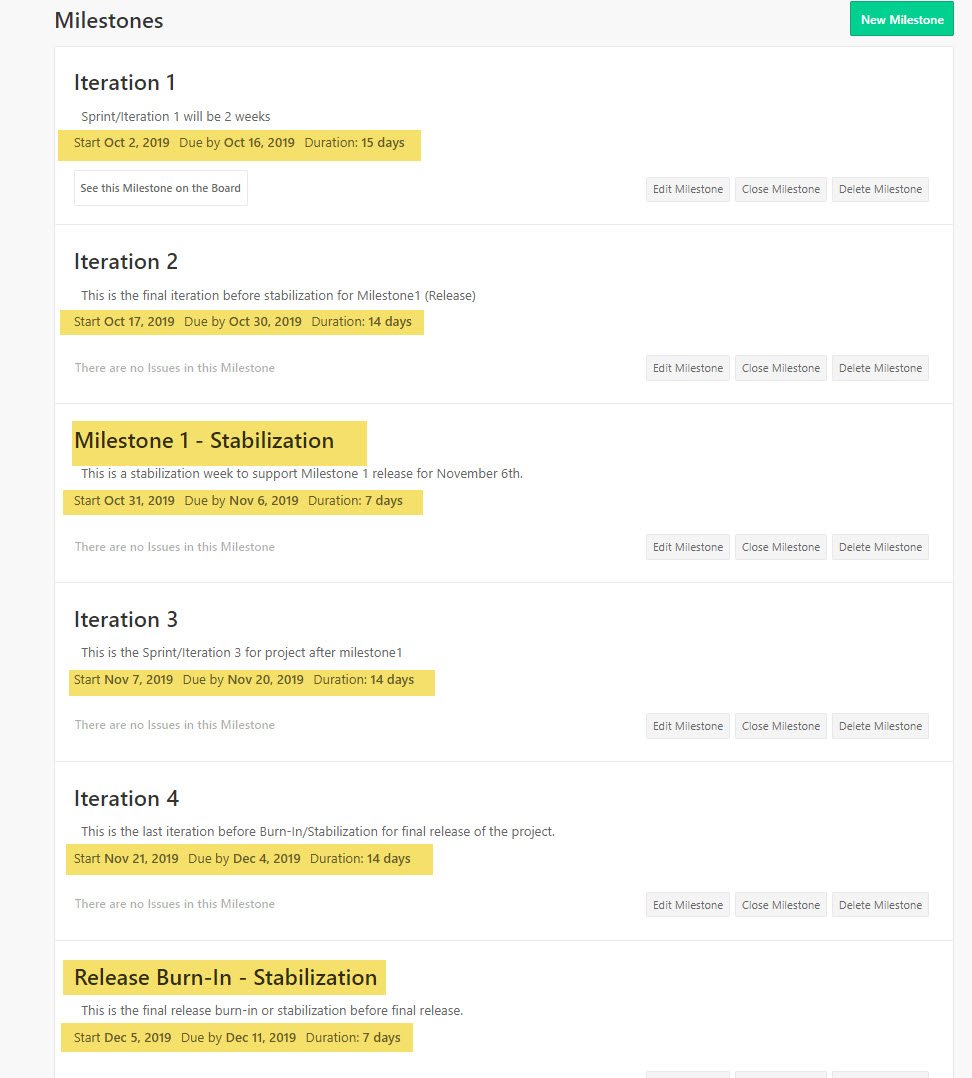 Milestones
New Milestone
Iteration 1
Sprint/Iteration 1 will be 2 weeks
Start Oct 2, 2019 Due by Oct 16, 2019 Duration: 15 days
See this Milestone on the Board
Edit Milestone Close Milestone Delete Milestone
Iteration 2
This is the final iteration before stabilization for Milestone1 (Release)
Start Oct 17, 2019 Due by Oct 30, 2019 Duration: 14 days
There are no Issues in this Milestone
Edit Milestone Close Milestone Delete Milestone
Milestone 1 - Stabilization
This is a stabilization week to support Milestone 1 release for November 6th.
Start Oct 31, 2019 Due by Nov 6, 2019 Duration: 7 days
There are no Issues in this Milestone
Edit Milestone Close Milestone Delete Milestone
Iteration 3
This is the Sprint/Iteration 3 for project after milestone1
Start Nov 7, 2019 Due by Nov 20, 2019 Duration: 14 days
There are no Issues in this Milestone
Edit Milestone Close Milestone Delete Milestone
Iteration 4
This is the last iteration before Burn-In/Stabilization for final release of the project.
Start Nov 21, 2019 Due by Dec 4, 2019 Duration: 14 days
There are no Issues in this Milestone
Edit Milestone Close Milestone Delete Milestone
Release Burn-In - Stabilization
This is the final release burn-in or stabilization before final release.
Start Dec 5, 2019 Due by Dec 11, 2019 Duration: 7 days